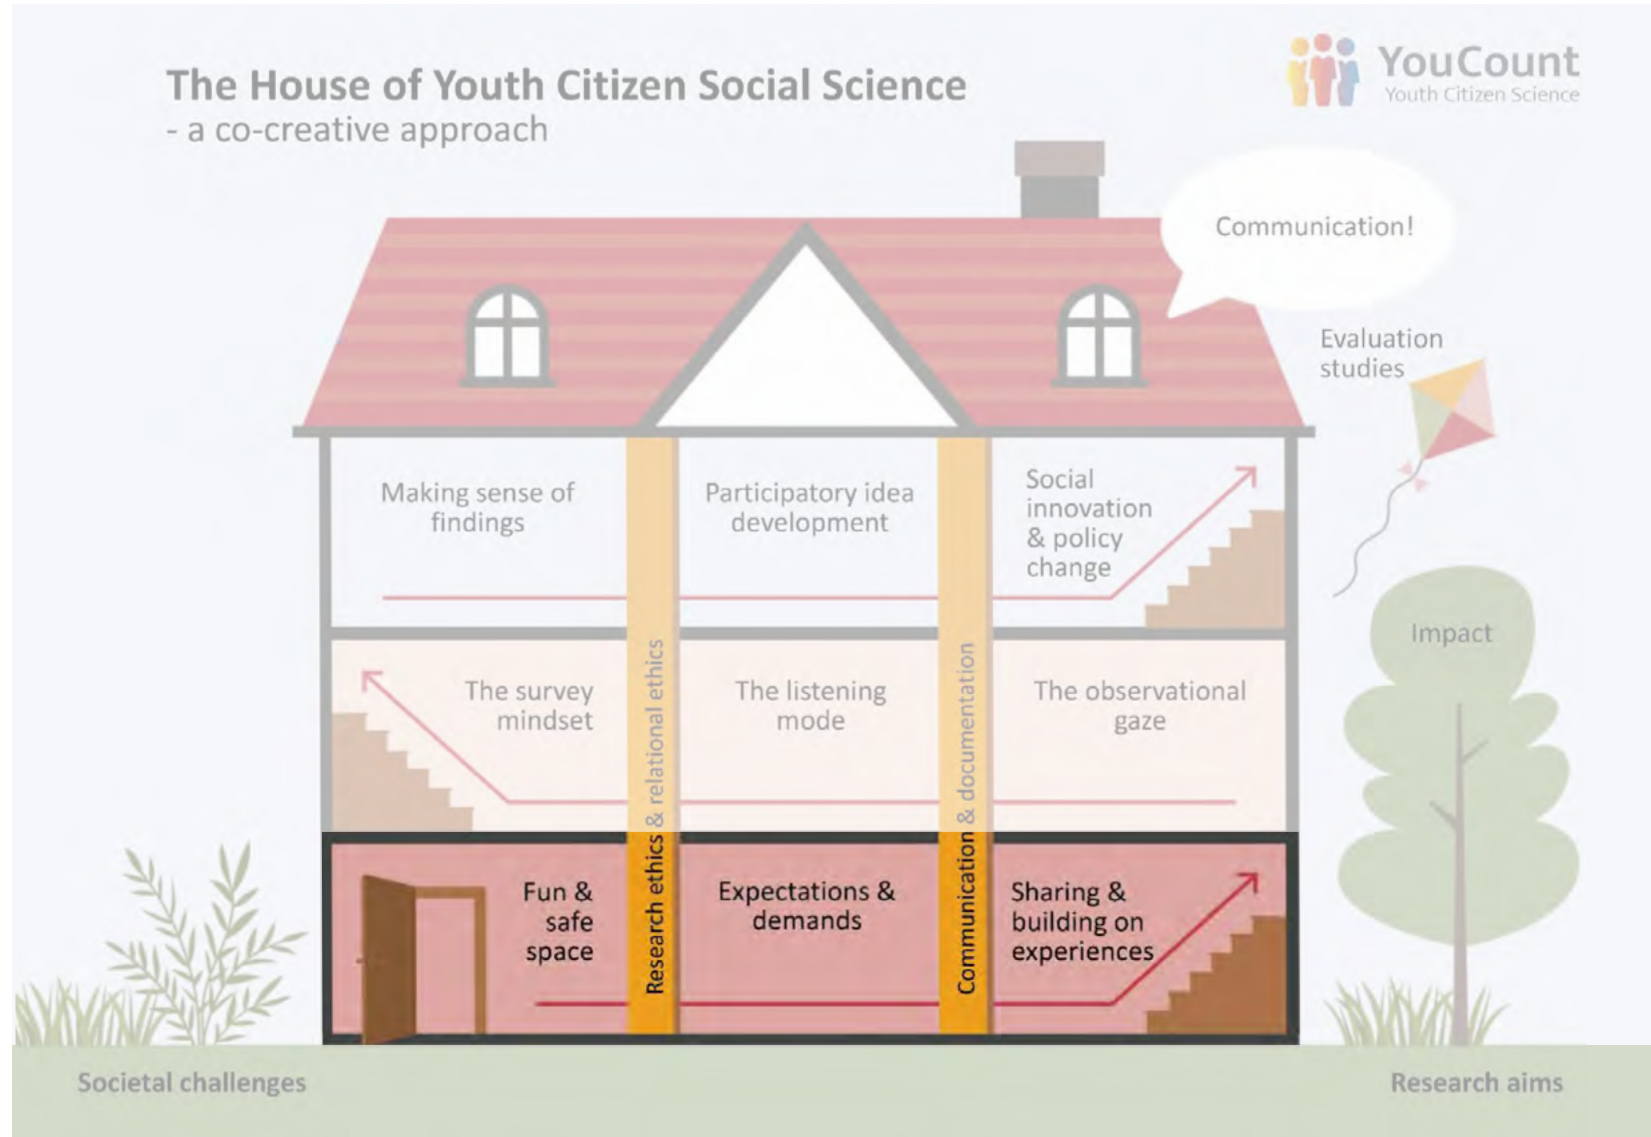 The House of Youth Citizen Social Science
- a co-creative approach
YouCount
Youth Citizen Science
Communication!
Evaluation
studies
Making sense of
findings
Participatory idea
development
Social
innovation
& policy
change
Impact
The survey
mindset
The listening
mode
The observational
gaze
Research ethics & relational ethics
Communication & documentation
Fun &
safe
space
Expectations &
demands
Sharing &
building on
experiences
Societal challenges
Research aims